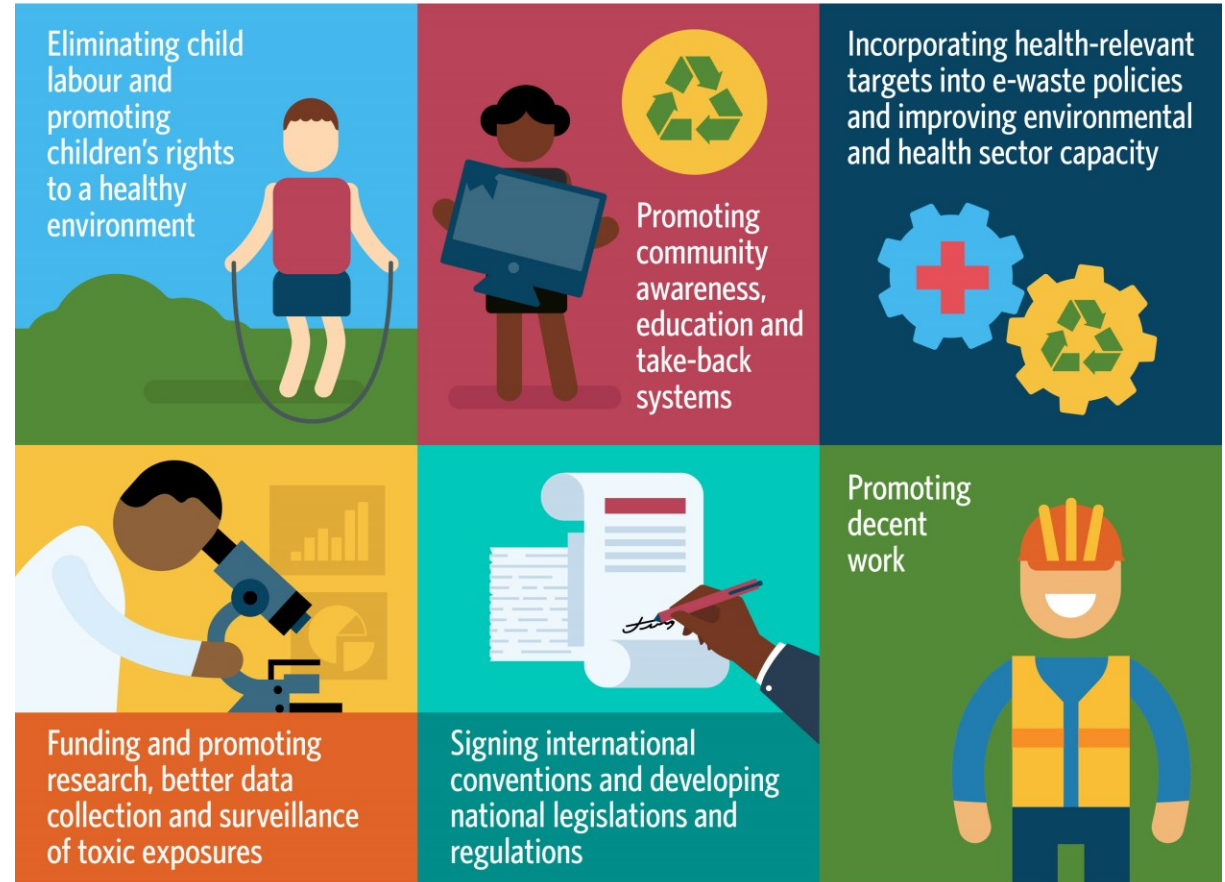 Eliminating child
labour and
promoting
children's rights
to a healthy
environment
Promoting
community
awareness,
education and
take-back
systems
Incorporating health-relevant
targets into e-waste policies
and improving environmental
and health sector capacity
Funding and promoting
research, better data
collection and surveillance
of toxic exposures
Signing international
conventions and developing
national legislations and
regulations
Promoting
decent
work